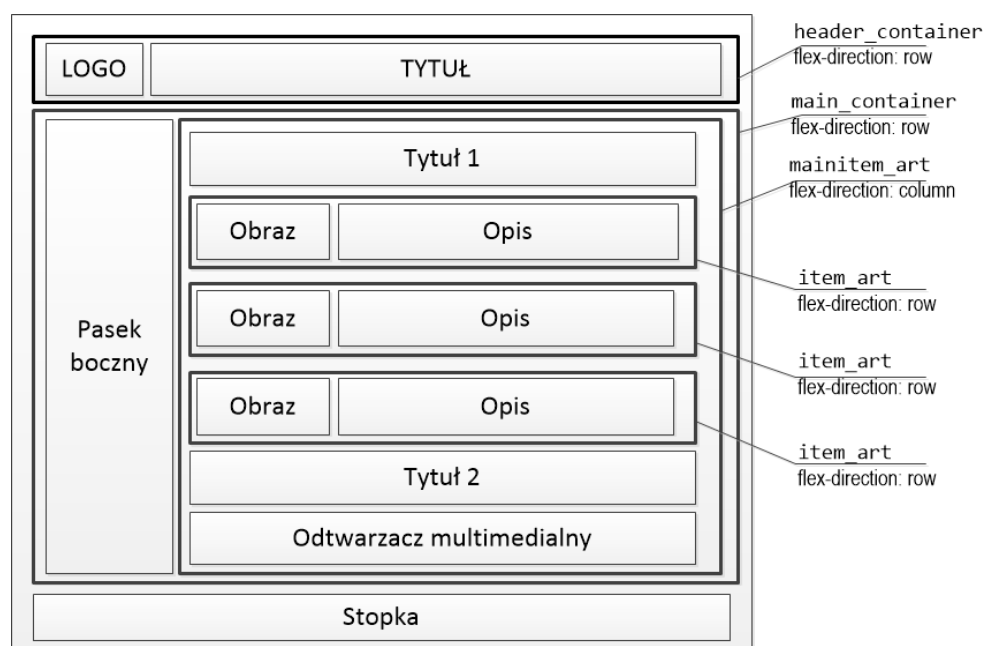 LOGO
TYTUŁ
header_container
flex-direction: row
main_container
flex-direction: row
mainitem_art
flex-direction: column
Tytuł 1
Obraz
Opis
item_art
flex-direction: row
Pasek
boczny
Obraz
Opis
item_art
flex-direction: row
Obraz
Opis
item_art
flex-direction: row
Tytuł 2
Odtwarzacz multimedialny
Stopka